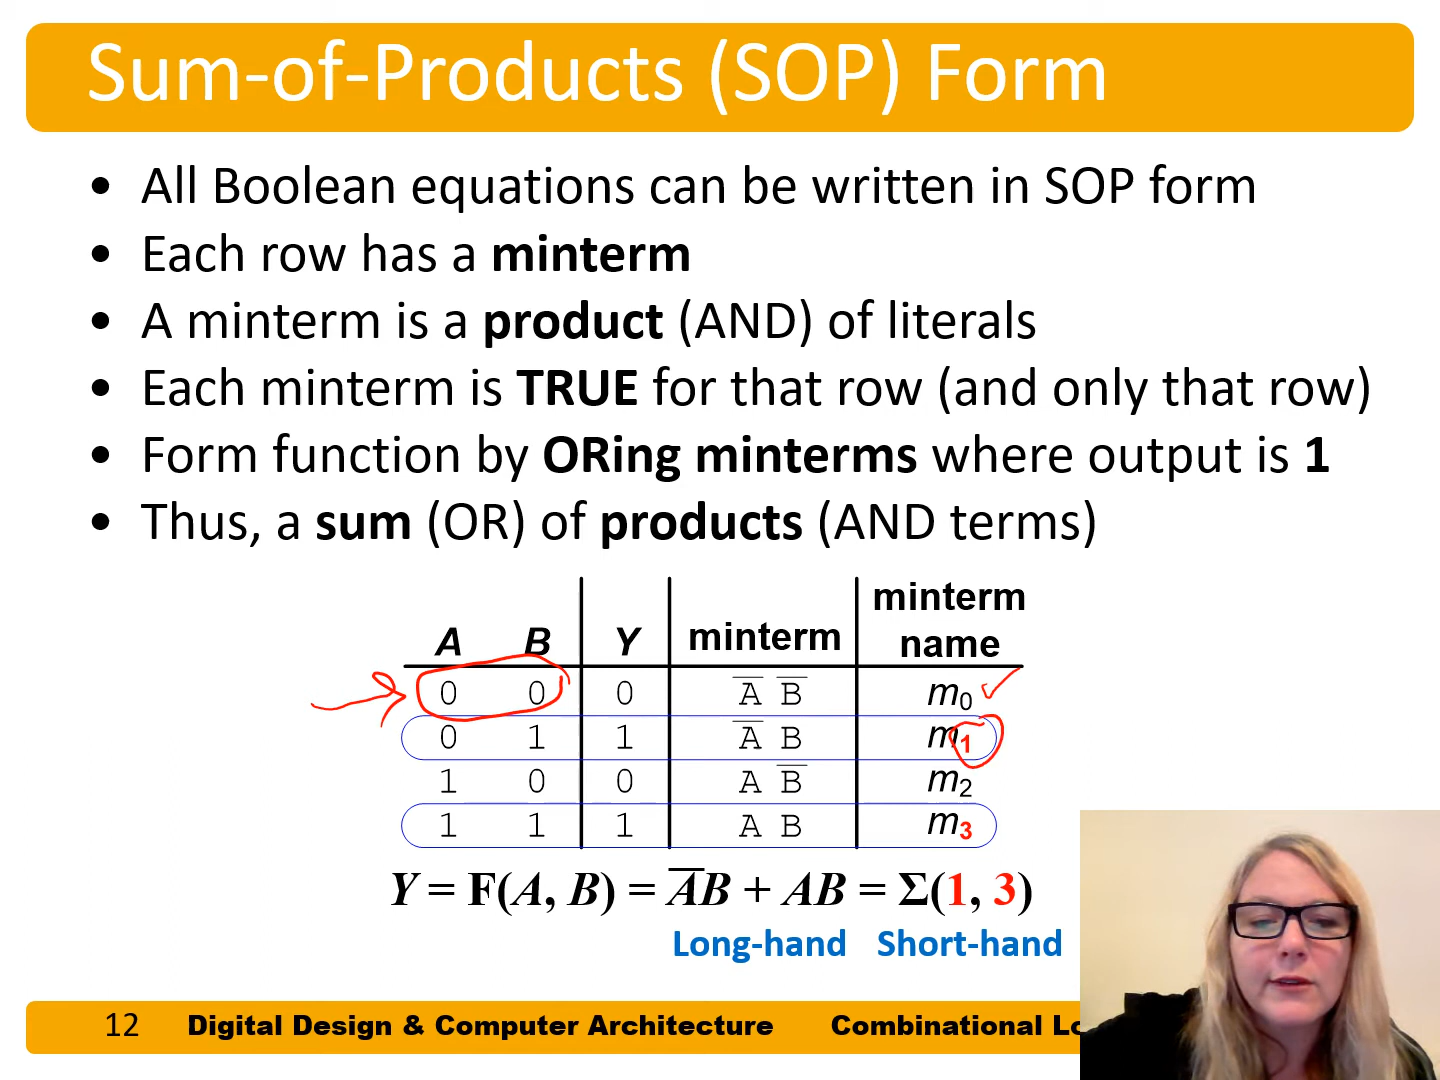 Sum-of-Products (SOP) Form
• All Boolean equations can be written in SOP form
• Each row has a minterm
• A minterm is a product (AND) of literals
• Each minterm is TRUE for that row (and only that row)
• Form function by ORing minterms where output is 1
• Thus, a sum (OR) of products (AND terms)
A B Y minterm minterm name
0 0 0 A̅ B̅ m₀ ✓
0 1 1 A̅ B m₁
1 0 0 A B̅ m₂
1 1 1 A B m₃
Y = F(A, B) = A̅B + AB = Σ(1, 3)
Long-hand Short-hand
12 Digital Design & Computer Architecture Combinational